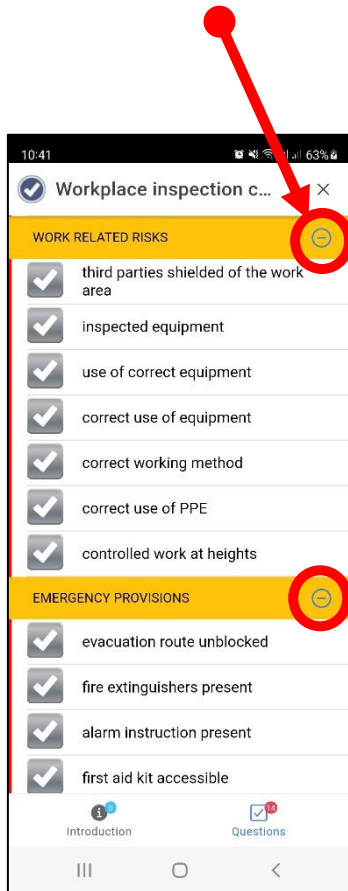 10:41
63%
Workplace inspection c...
WORK RELATED RISKS
third parties shielded of the work
area
inspected equipment
use of correct equipment
correct use of equipment
correct working method
correct use of PPE
controlled work at heights
EMERGENCY PROVISIONS
evacuation route unblocked
fire extinguishers present
alarm instruction present
first aid kit accessible
0
14
Introduction
Questions